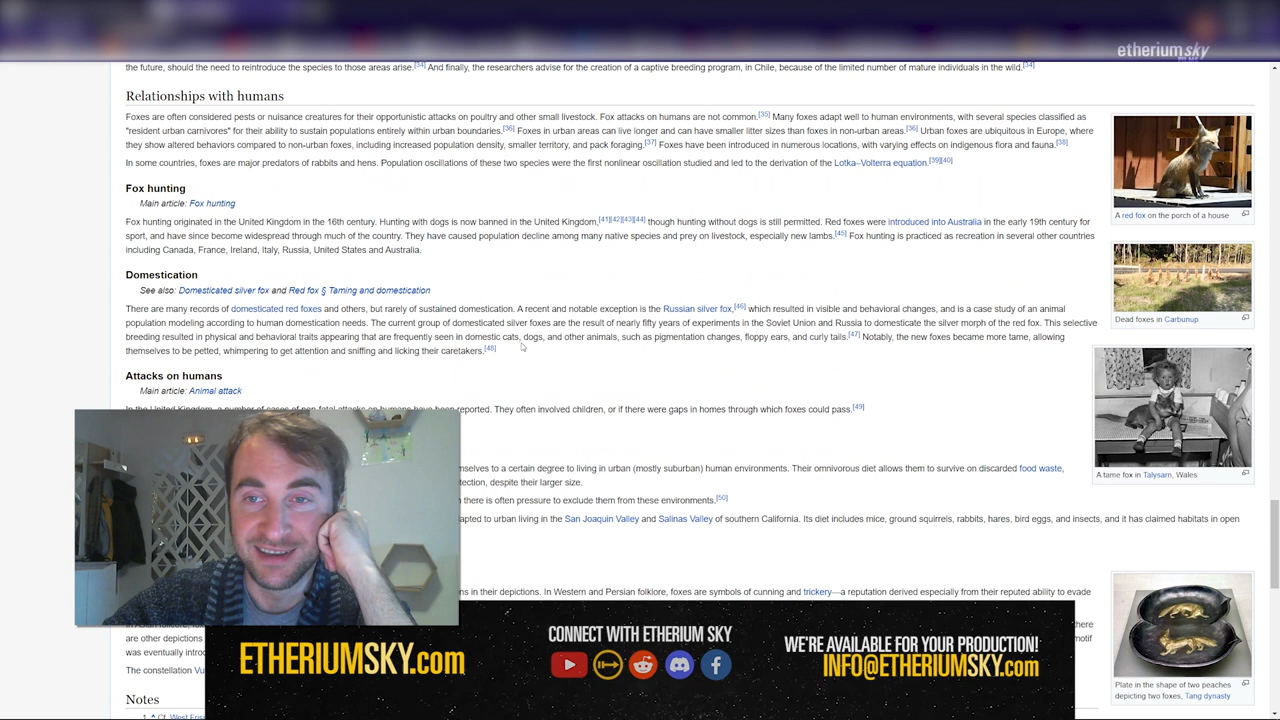 etheriumsky
the future, should the need to reintroduce the species to those areas arise.[34] And finally, the researchers advise for the creation of a captive breeding program, in Chile, because of the limited number of mature individuals in the wild.[34]
Relationships with humans
Foxes are often considered pests or nuisance creatures for their opportunistic attacks on poultry and other small livestock. Fox attacks on humans are not common.[35] Many foxes adapt well to human environments, with several species classified as
"resident urban carnivores" for their ability to sustain populations entirely within urban boundaries.[36] Foxes in urban areas can live longer and can have smaller litter sizes than foxes in non-urban areas.[36] Urban foxes are ubiquitous in Europe, where
they show altered behaviors compared to non-urban foxes, including increased population density, smaller territory, and pack foraging.[37] Foxes have been introduced in numerous locations, with varying effects on indigenous flora and fauna.[38]
In some countries, foxes are major predators of rabbits and hens. Population oscillations of these two species were the first nonlinear oscillation studied and led to the derivation of the Lotka–Volterra equation.[39][40]
A red fox on the porch of a house
Fox hunting
Main article: Fox hunting
Fox hunting originated in the United Kingdom in the 16th century. Hunting with dogs is now banned in the United Kingdom,[41][42][43][44] though hunting without dogs is still permitted. Red foxes were introduced into Australia in the early 19th century for
sport, and have since become widespread through much of the country. They have caused population decline among many native species and prey on livestock, especially new lambs.[45] Fox hunting is practiced as recreation in several other countries
including Canada, France, Ireland, Italy, Russia, United States and Australia.
Dead foxes in Carbunup
Domestication
See also: Domesticated silver fox and Red fox § Taming and domestication
There are many records of domesticated red foxes and others, but rarely of sustained domestication. A recent and notable exception is the Russian silver fox,[46] which resulted in visible and behavioral changes, and is a case study of an animal
population modeling according to human domestication needs. The current group of domesticated silver foxes are the result of nearly fifty years of experiments in the Soviet Union and Russia to domesticate the silver morph of the red fox. This selective
breeding resulted in physical and behavioral traits appearing that are frequently seen in domestic cats, dogs, and other animals, such as pigmentation changes, floppy ears, and curly tails.[47] Notably, the new foxes became more tame, allowing
themselves to be petted, whimpering to get attention and sniffing and licking their caretakers.[48]
Attacks on humans
Main article: Animal attack
In the United Kingdom, a number of cases of non-fatal attacks on humans have been reported. They often involved children, or if there were gaps in homes through which foxes could pass.[49]
A tame fox in Talysarn, Wales
to a certain degree to living in urban (mostly suburban) human environments. Their omnivorous diet allows them to survive on discarded food waste,
despite their larger size.
there is often pressure to exclude them from these environments.[50]
to urban living in the San Joaquin Valley and Salinas Valley of southern California. Its diet includes mice, ground squirrels, rabbits, hares, bird eggs, and insects, and it has claimed habitats in open
in their depictions. In Western and Persian folklore, foxes are symbols of cunning and trickery—a reputation derived especially from their reputed ability to evade
are other depictions
motif
was eventually
The constellation
Plate in the shape of two peaches
depicting two foxes, Tang dynasty
Notes
1. ^ Cf.
ETHERIUMSKY.com
CONNECT WITH ETHERIUM SKY
WE'RE AVAILABLE FOR YOUR PRODUCTION!
INFO@ETHERIUMSKY.com